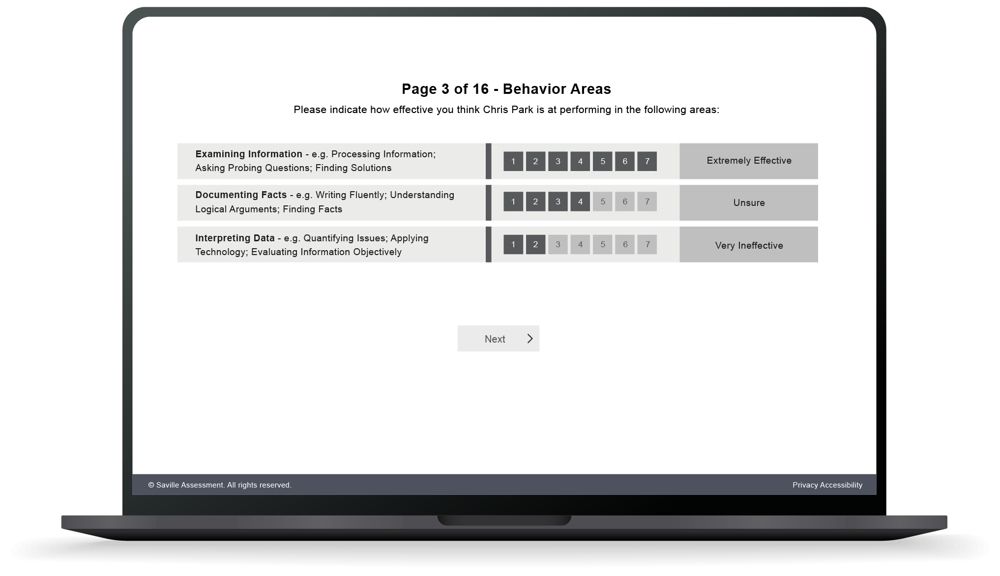 Page 3 of 16 - Behavior Areas
Please indicate how effective you think Chris Park is at performing in the following areas:
Examining Information - e.g. Processing Information;
Asking Probing Questions; Finding Solutions
1 2 3 4 5 6 7
Extremely Effective
Documenting Facts - e.g. Writing Fluently; Understanding
Logical Arguments; Finding Facts
1 2 3 4 5 6 7
Unsure
Interpreting Data - e.g. Quantifying Issues; Applying
Technology; Evaluating Information Objectively
1 2 3 4 5 6 7
Very Ineffective
Next
© Saville Assessment. All rights reserved.
Privacy Accessibility